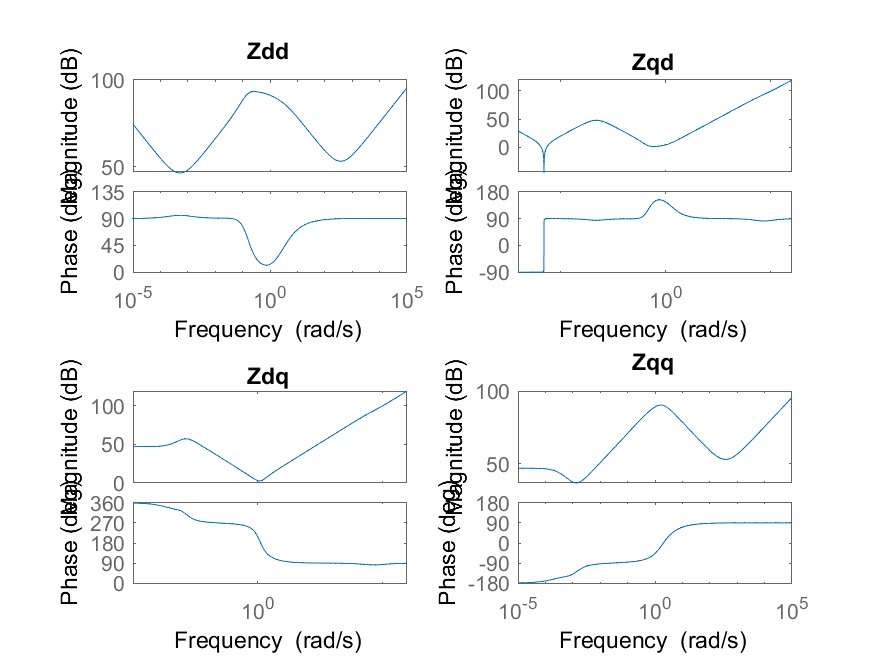 Zdd
Magnitude (dB)
100
50
Phase (deg)
135
90
45
0
10^-5
10^0
10^5
Frequency (rad/s)
Zqd
Magnitude (dB)
100
50
0
Phase (deg)
180
90
0
-90
10^0
Frequency (rad/s)
Zdq
Magnitude (dB)
100
50
0
Phase (deg)
360
270
180
90
0
10^0
Frequency (rad/s)
Zqq
Magnitude (dB)
100
50
Phase (deg)
180
90
0
-90
-180
10^-5
10^0
10^5
Frequency (rad/s)